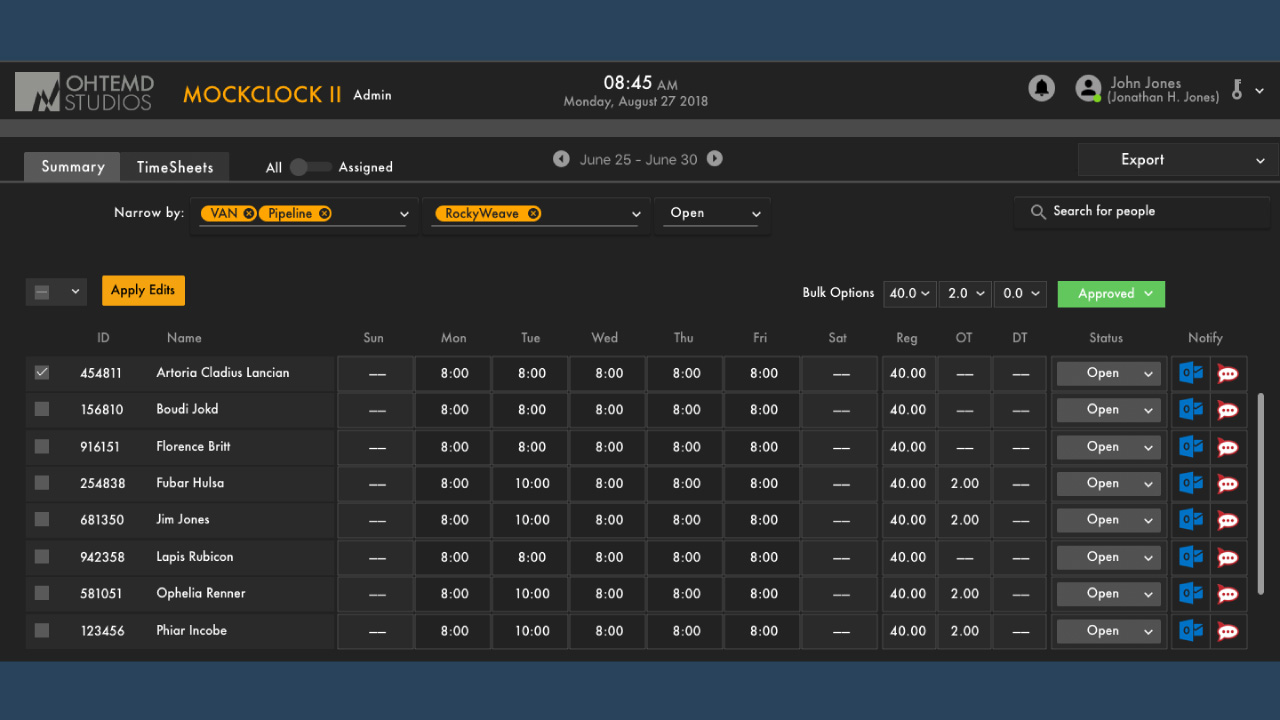 OHTEMD
STUDIOS
MOCKCLOCK II Admin
08:45 AM
Monday, August 27 2018
John Jones
(Jonathan H. Jones)
Summary TimeSheets All Assigned June 25 - June 30 Export
Narrow by: VAN Pipeline RockyWeave Open Search for people
Apply Edits Bulk Options 40.0 2.0 0.0 Approved
ID Name Sun Mon Tue Wed Thu Fri Sat Reg OT DT Status Notify
454811 Artoria Cladius Lancian — 8:00 8:00 8:00 8:00 8:00 — 40.00 — — Open
156810 Boudi Jokd — 8:00 8:00 8:00 8:00 8:00 — 40.00 — — Open
916151 Florence Britt — 8:00 8:00 8:00 8:00 8:00 — 40.00 — — Open
254838 Fubar Hulsa — 8:00 10:00 8:00 8:00 8:00 — 40.00 2.00 — Open
681350 Jim Jones — 8:00 10:00 8:00 8:00 8:00 — 40.00 2.00 — Open
942358 Lapis Rubicon — 8:00 8:00 8:00 8:00 8:00 — 40.00 — — Open
581051 Ophelia Renner — 8:00 10:00 8:00 8:00 8:00 — 40.00 2.00 — Open
123456 Phiar Incobe — 8:00 10:00 8:00 8:00 8:00 — 40.00 2.00 — Open